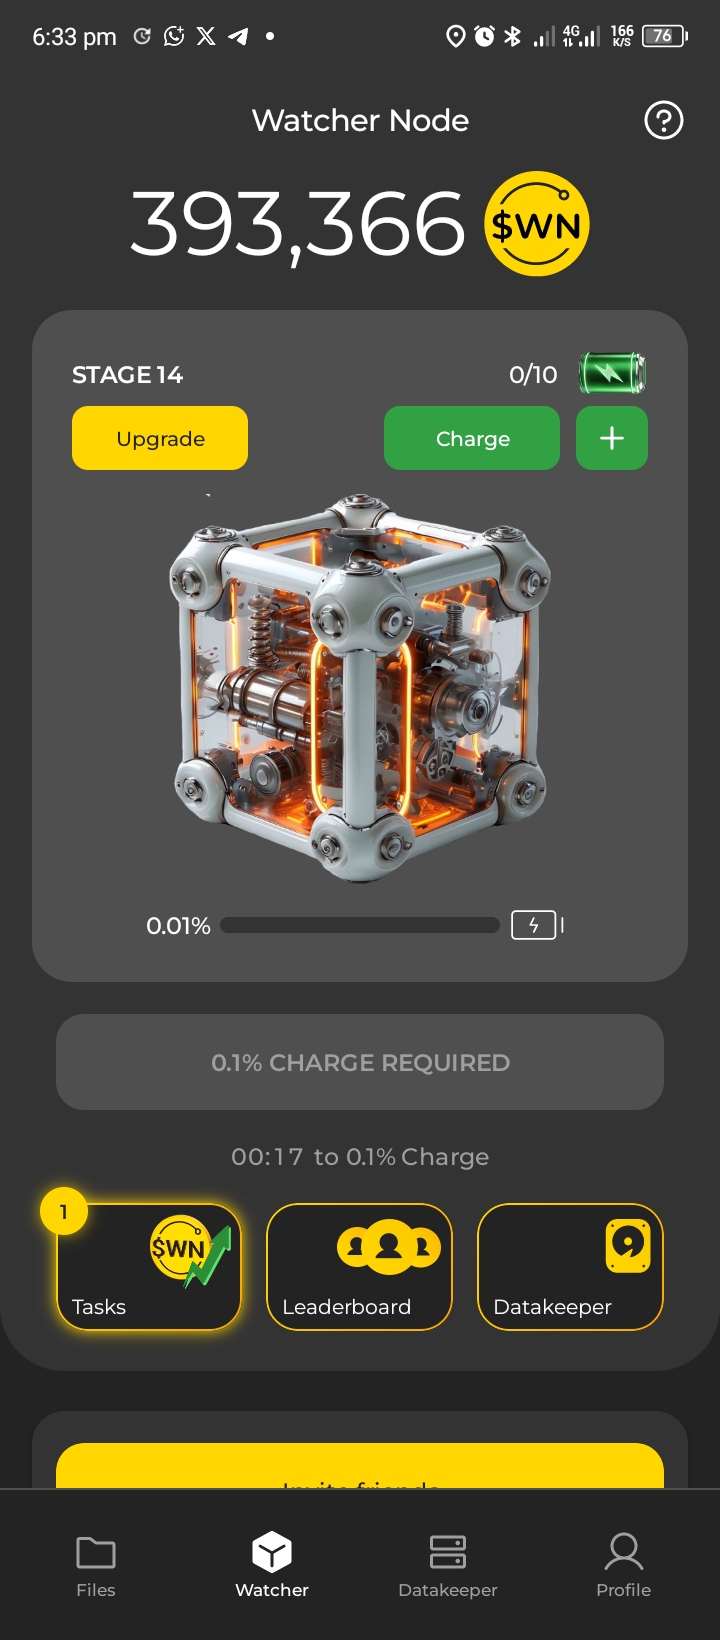 6:33 pm 4G 166 K/S 76
Watcher Node
393,366 $WN
STAGE 14 0/10
Upgrade Charge +
0.01%
0.1% CHARGE REQUIRED
00:17 to 0.1% Charge
1
$WN
Tasks Leaderboard Datakeeper
Invite friends
Files Watcher Datakeeper Profile